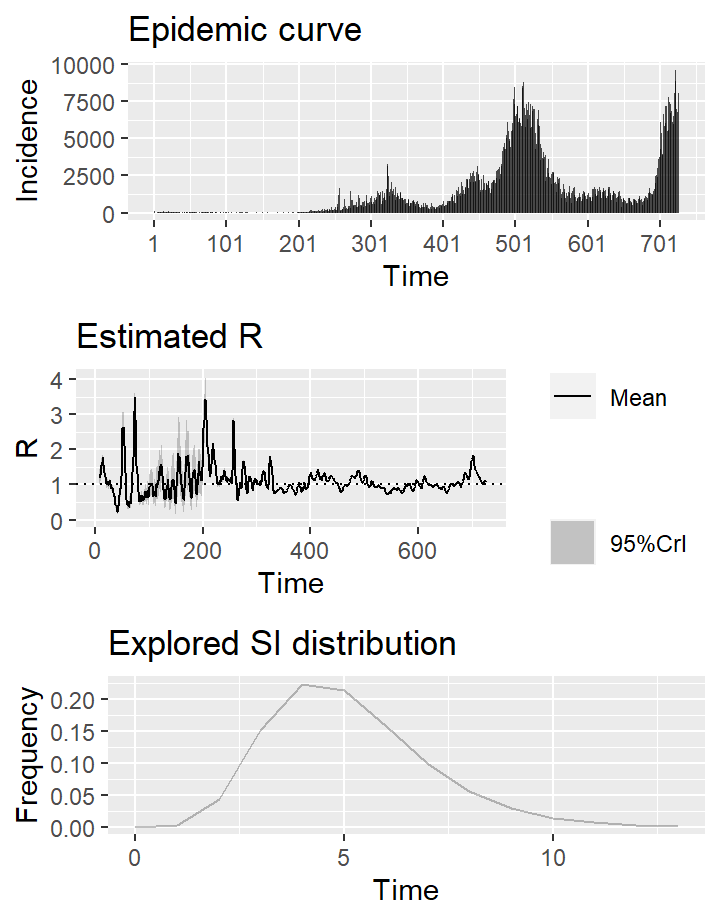 Epidemic curve
Incidence
10000
7500
5000
2500
0
1 101 201 301 401 501 601 701
Time
Estimated R
R
4
3
2
1
0
0 200 400 600
Time
Mean
95%CrI
Explored SI distribution
Frequency
0.20
0.15
0.10
0.05
0.00
0 5 10
Time